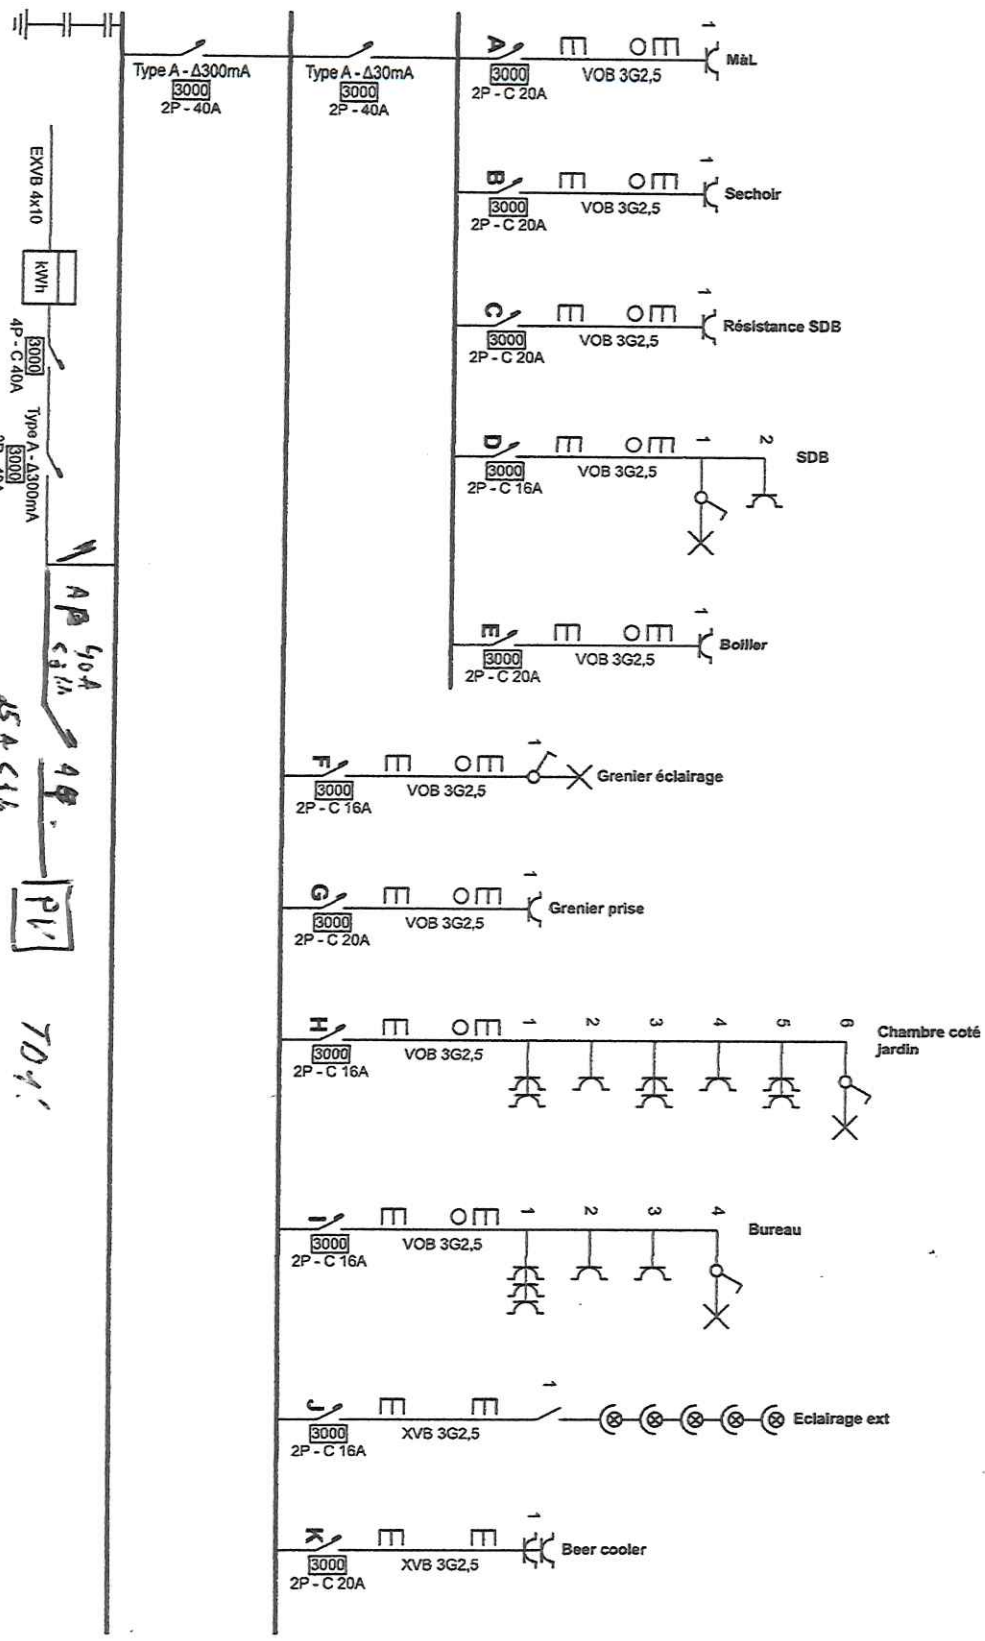 Type A - Δ300mA
3000
2P - 40A
Type A - Δ30mA
3000
2P - 40A
A
3000
2P - C 20A
VOB 3G2,5
1
MàL
B
3000
2P - C 20A
VOB 3G2,5
1
Sechoir
C
3000
2P - C 20A
VOB 3G2,5
1
Résistance SDB
D
3000
2P - C 16A
VOB 3G2,5
1
2
SDB
E
3000
2P - C 20A
VOB 3G2,5
1
Boiller
F
3000
2P - C 16A
VOB 3G2,5
1
Grenier éclairage
G
3000
2P - C 20A
VOB 3G2,5
1
Grenier prise
H
3000
2P - C 16A
VOB 3G2,5
1
2
3
4
5
6
Chambre coté
jardin
I
3000
2P - C 16A
VOB 3G2,5
1
2
3
4
Bureau
J
3000
2P - C 16A
XVB 3G2,5
1
Eclairage ext
K
3000
2P - C 20A
XVB 3G2,5
1
Beer cooler
EXVB 4x10
kWh
3000
4P - C 40A
Type A - Δ300mA
3000
40A
PV